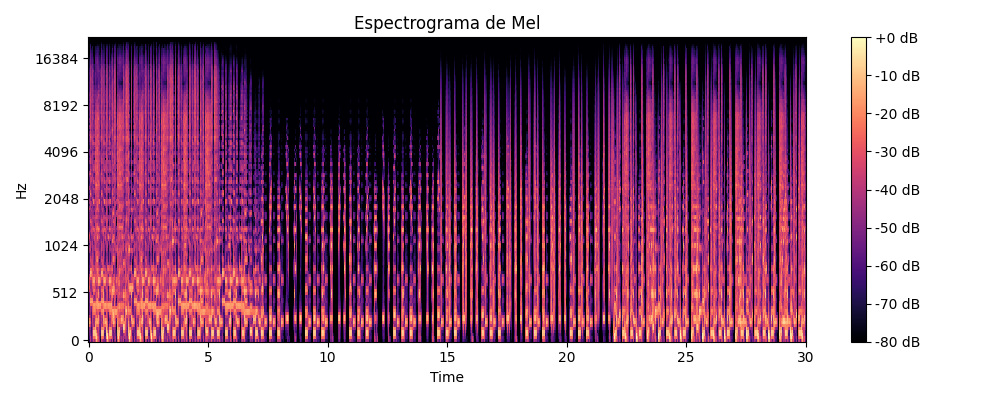 Espectrograma de Mel
Hz
16384
8192
4096
2048
1024
512
0
0 5 10 15 20 25 30
Time
+0 dB
-10 dB
-20 dB
-30 dB
-40 dB
-50 dB
-60 dB
-70 dB
-80 dB